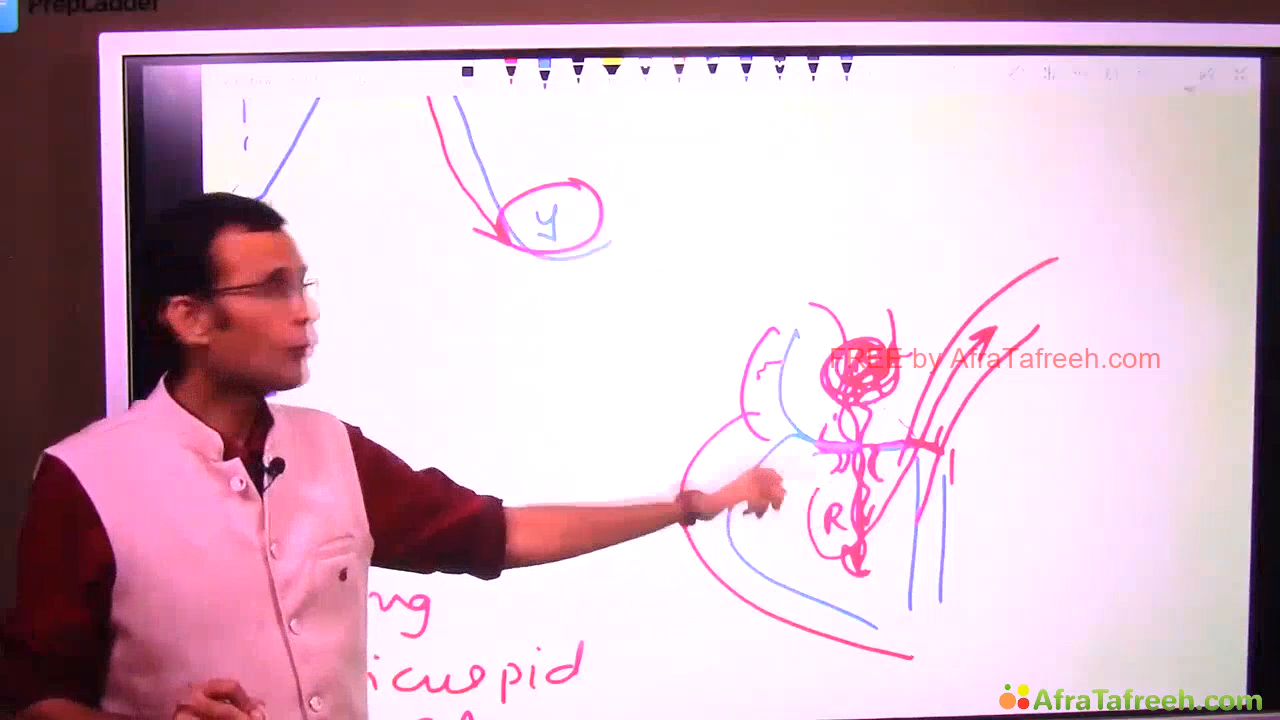 PrepLadder
y
FREE by AfraTafreeh.com
R
ng
icuspid
AfraTafreeh.com